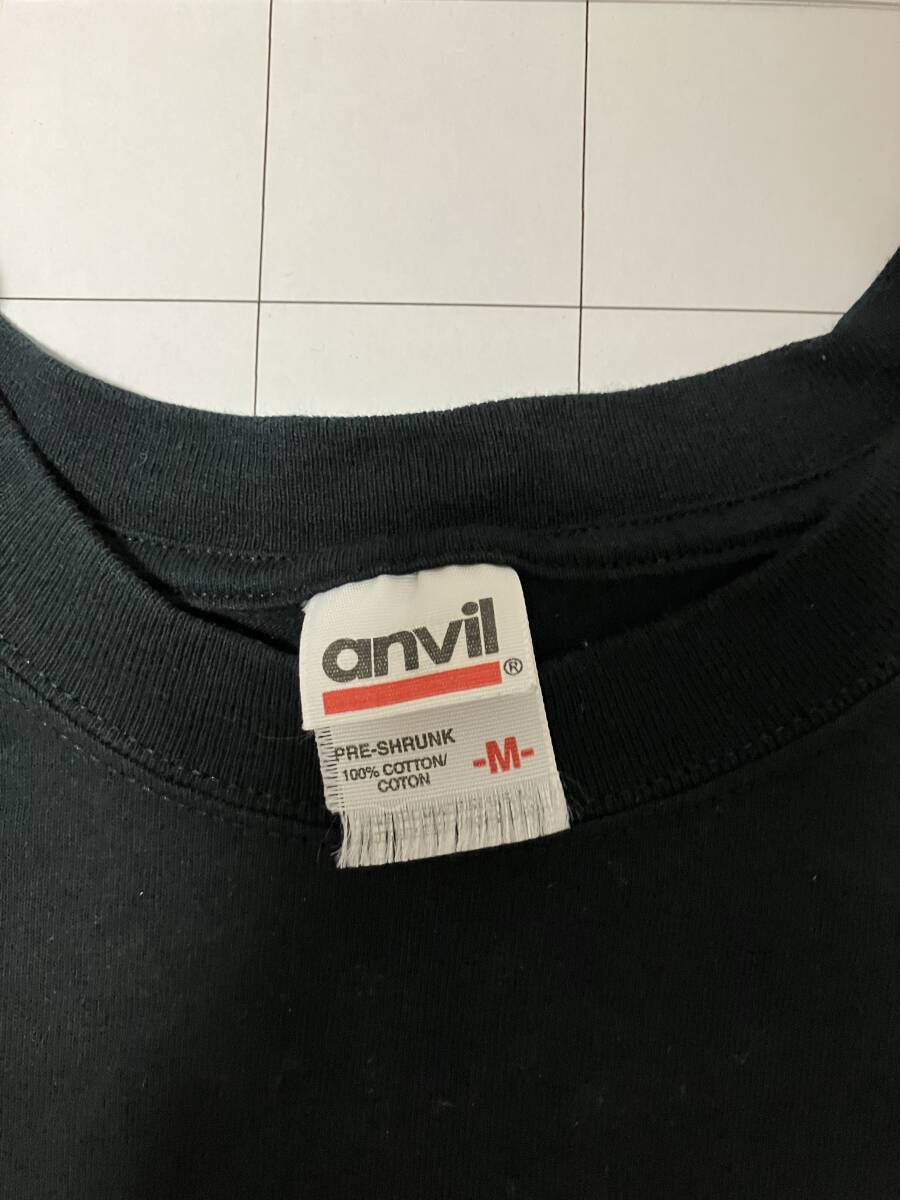 anvil®
PRE-SHRUNK
100% COTTON/
COTON
-M-